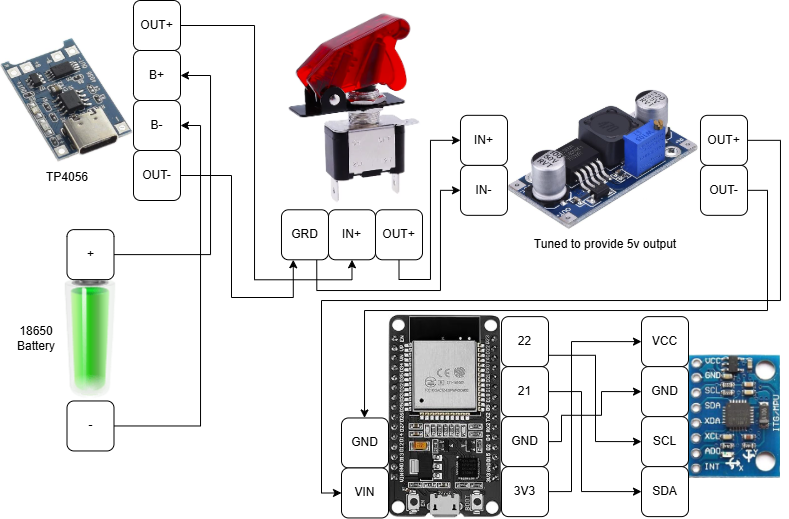 OUT+
B+
B-
OUT-
TP4056
GRD
IN+
OUT+
IN+
IN-
OUT+
OUT-
Tuned to provide 5v output
+
18650
Battery
-
22
21
GND
3V3
GND
VIN
VCC
GND
SCL
SDA
VCC
GND
SCL
SDA
XDA
XCL
ADO
INT
ITG/MPU